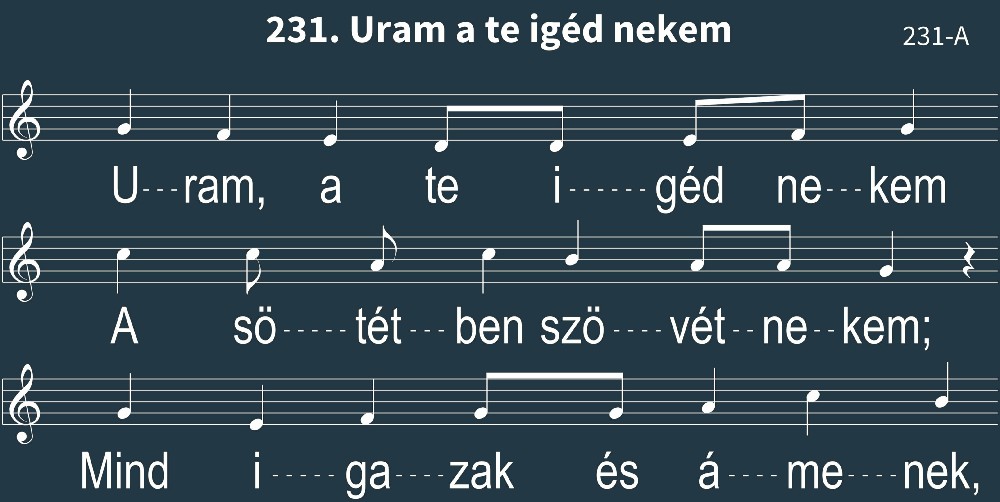 231. Uram a te igéd nekem
231-A
U---ram, a te i------géd ne---kem
A sö-----tét---ben szö----vét--ne--kem;
Mind i-----ga----zak és á----me----nek,